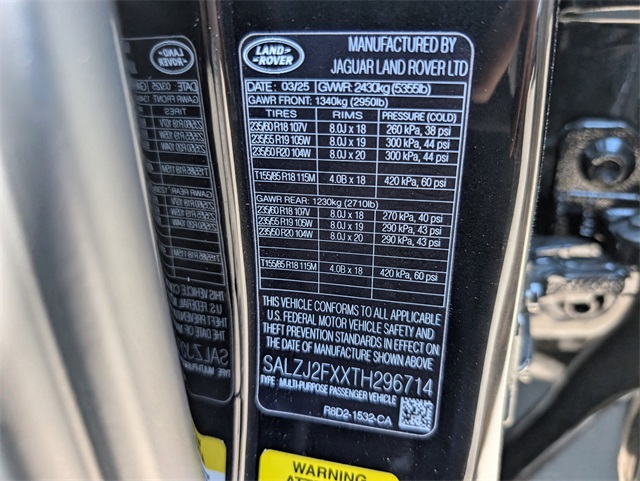 LAND ROVER
MANUFACTURED BY
JAGUAR LAND ROVER LTD
DATE: 03/25 GVWR: 2430kg (5355lb)
GAWR FRONT: 1340kg (2950lb)
TIRES RIMS PRESSURE (COLD)
235/60 R18 107V 8.0J x 18 260 kPa, 38 psi
235/55 R19 105W 8.0J x 19 300 kPa, 44 psi
235/50 R20 104W 8.0J x 20 300 kPa, 44 psi
T155/85 R18 115M 4.0B x 18 420 kPa, 60 psi
GAWR REAR: 1230kg (2710lb)
235/60 R18 107V 8.0J x 18 270 kPa, 40 psi
235/55 R19 105W 8.0J x 19 290 kPa, 43 psi
235/50 R20 104W 8.0J x 20 290 kPa, 43 psi
T155/85 R18 115M 4.0B x 18 420 kPa, 60 psi
THIS VEHICLE CONFORMS TO ALL APPLICABLE
U.S. FEDERAL MOTOR VEHICLE SAFETY AND
THEFT PREVENTION STANDARDS IN EFFECT ON
THE DATE OF MANUFACTURE SHOWN ABOVE
SALZJ2FXXTH296714
TYPE MULTI-PURPOSE PASSENGER VEHICLE
R8D2-1532-CA
WARNING